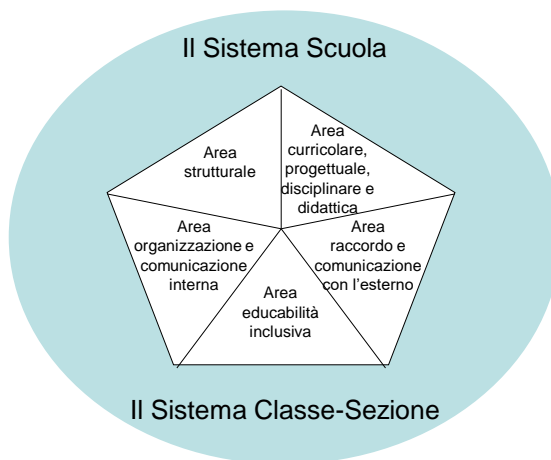 Il Sistema Scuola
Area
strutturale
Area
curricolare,
progettuale,
disciplinare e
didattica
Area
organizzazione e
comunicazione
interna
Area
raccordo e
comunicazione
con l'esterno
Area
educabilità
inclusiva
Il Sistema Classe-Sezione